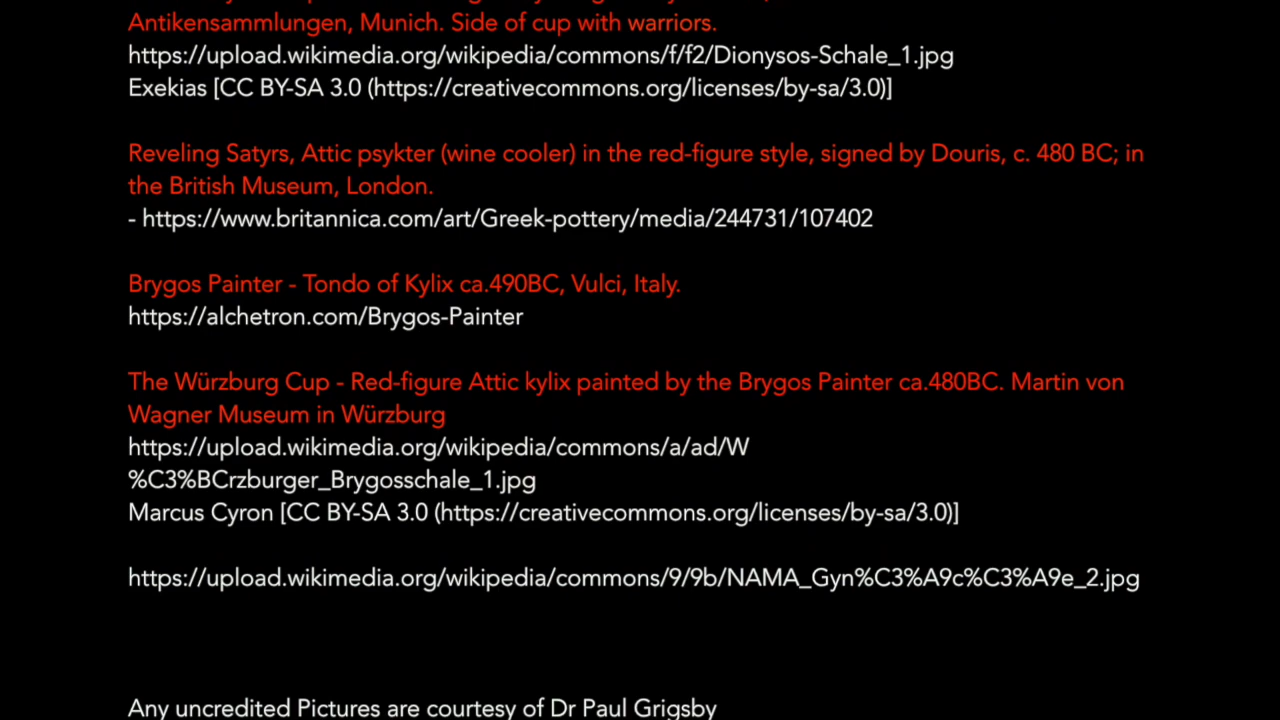 Antikensammlungen, Munich. Side of cup with warriors.
https://upload.wikimedia.org/wikipedia/commons/f/f2/Dionysos-Schale_1.jpg
Exekias [CC BY-SA 3.0 (https://creativecommons.org/licenses/by-sa/3.0)]
Reveling Satyrs, Attic psykter (wine cooler) in the red-figure style, signed by Douris, c. 480 BC; in
the British Museum, London.
- https://www.britannica.com/art/Greek-pottery/media/244731/107402
Brygos Painter - Tondo of Kylix ca.490BC, Vulci, Italy.
https://alchetron.com/Brygos-Painter
The Würzburg Cup - Red-figure Attic kylix painted by the Brygos Painter ca.480BC. Martin von
Wagner Museum in Würzburg
https://upload.wikimedia.org/wikipedia/commons/a/ad/W
%C3%BCrzburger_Brygosschale_1.jpg
Marcus Cyron [CC BY-SA 3.0 (https://creativecommons.org/licenses/by-sa/3.0)]
https://upload.wikimedia.org/wikipedia/commons/9/9b/NAMA_Gyn%C3%A9c%C3%A9e_2.jpg
Any uncredited Pictures are courtesy of Dr Paul Grigsby